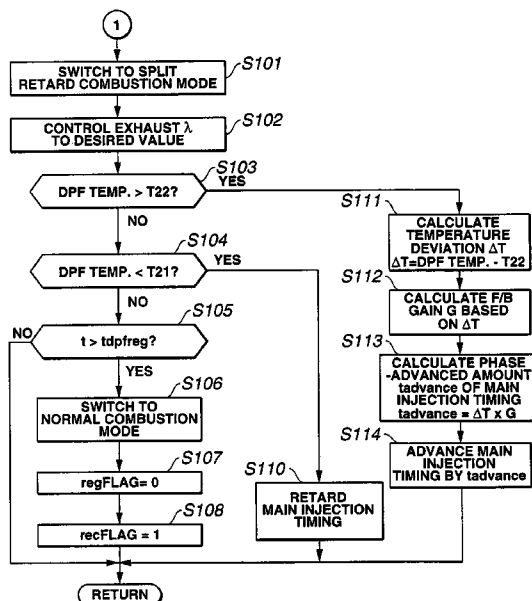 1
S101
SWITCH TO SPLIT
RETARD COMBUSTION MODE
S102
CONTROL EXHAUST λ
TO DESIRED VALUE
S103
DPF TEMP. > T22?
YES
NO
S104
DPF TEMP. < T21?
YES
NO
S105
t > tdpfreg?
NO
YES
S106
SWITCH TO
NORMAL COMBUSTION
MODE
S107
regFLAG= 0
S108
recFLAG = 1
S110
RETARD
MAIN INJECTION
TIMING
S111
CALCULATE
TEMPERATURE
DEVIATION ΔT
ΔT=DPF TEMP. - T22
S112
CALCULATE F/B
GAIN G BASED
ON ΔT
S113
CALCULATE PHASE
-ADVANCED AMOUNT
tadvance OF MAIN
INJECTION TIMING
tadvance = ΔT x G
S114
ADVANCE MAIN
INJECTION
TIMING BY tadvance
RETURN